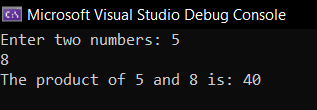 Microsoft Visual Studio Debug Console
Enter two numbers: 5
8
The product of 5 and 8 is: 40